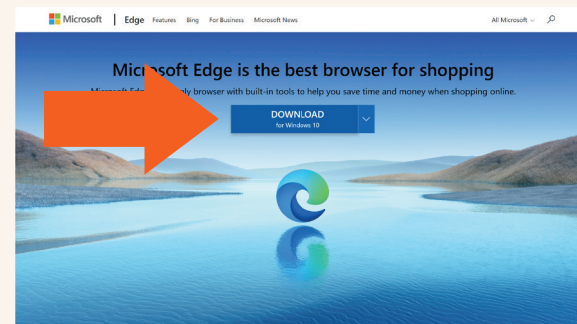 Microsoft Edge Features Bing For Business Microsoft News All Microsoft
Microsoft Edge is the best browser for shopping
Microsoft browser with built-in tools to help you save time and money when shopping online.
DOWNLOAD
for Windows 10